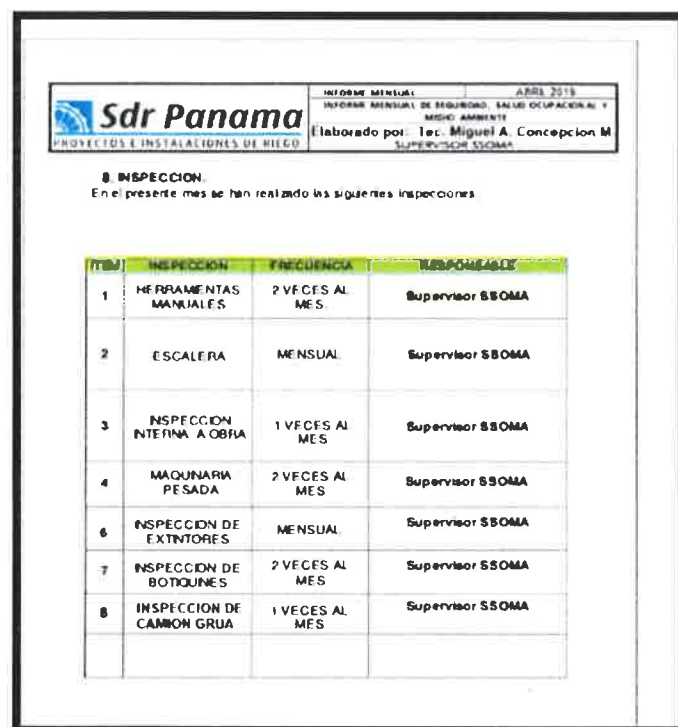 Sdr Panama
PROYECTOS E INSTALACIONES DE RIEGO
INFORME MENSUAL
ABRIL 2019
INFORME MENSUAL DE SEGURIDAD, SALUD OCUPACIONAL Y
MEDIO AMBIENTE
Elaborado por: Tec. Miguel A. Concepcion M
SUPERVISOR SSOMA
8. INSPECCION.
En el presente mes se han realizado las siguientes inspecciones
ITEM INSPECCION FRECUENCIA RESPONSABLE
1 HERRAMIENTAS MANUALES 2 VECES AL MES Supervisor SSOMA
2 ESCALERA MENSUAL Supervisor SSOMA
3 INSPECCION INTERNA A OBRA 1 VECES AL MES Supervisor SSOMA
4 MAQUINARIA PESADA 2 VECES AL MES Supervisor SSOMA
6 INSPECCION DE EXTINTORES MENSUAL Supervisor SSOMA
7 INSPECCION DE BOTIQUINES 2 VECES AL MES Supervisor SSOMA
8 INSPECCION DE CAMION GRUA 1 VECES AL MES Supervisor SSOMA